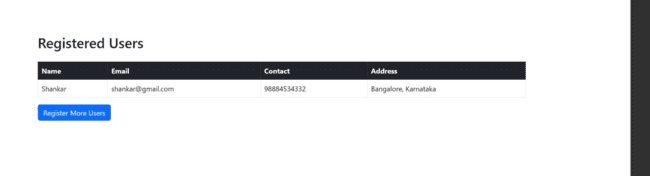 Registered Users
Name Email Contact Address
Shankar shankar@gmail.com 98884534332 Bangalore, Karnataka
Register More Users